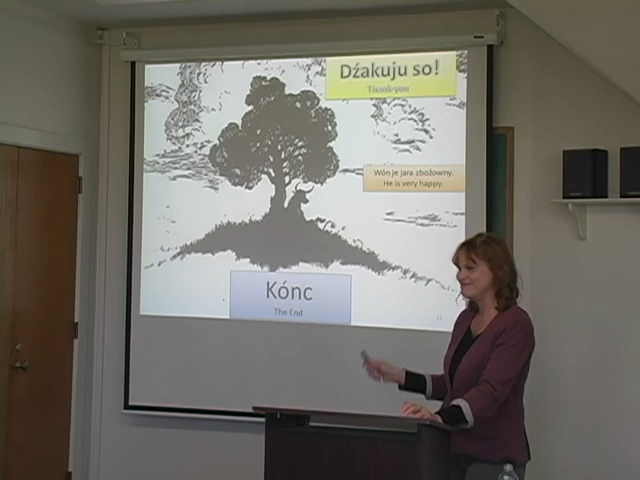 Dźakuju so!
Thank you
Wón je jara zbožowny.
He is very happy.
Kónc
The End